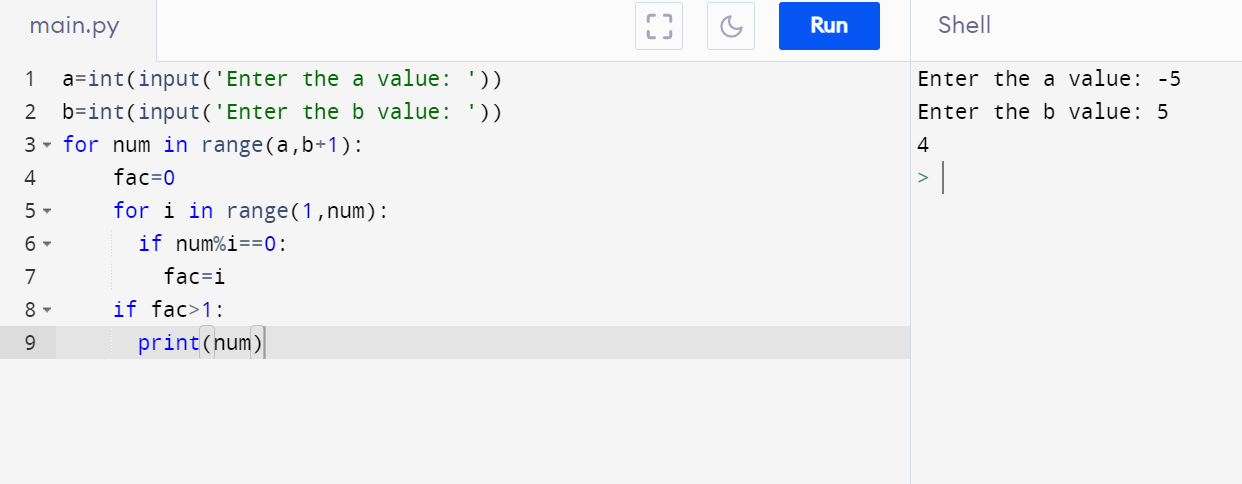 main.py
Run
Shell
1 a=int(input('Enter the a value: '))
2 b=int(input('Enter the b value: '))
3 for num in range(a,b+1):
4     fac=0
5     for i in range(1,num):
6       if num%i==0:
7         fac=i
8     if fac>1:
9       print(num)
Enter the a value: -5
Enter the b value: 5
4
>